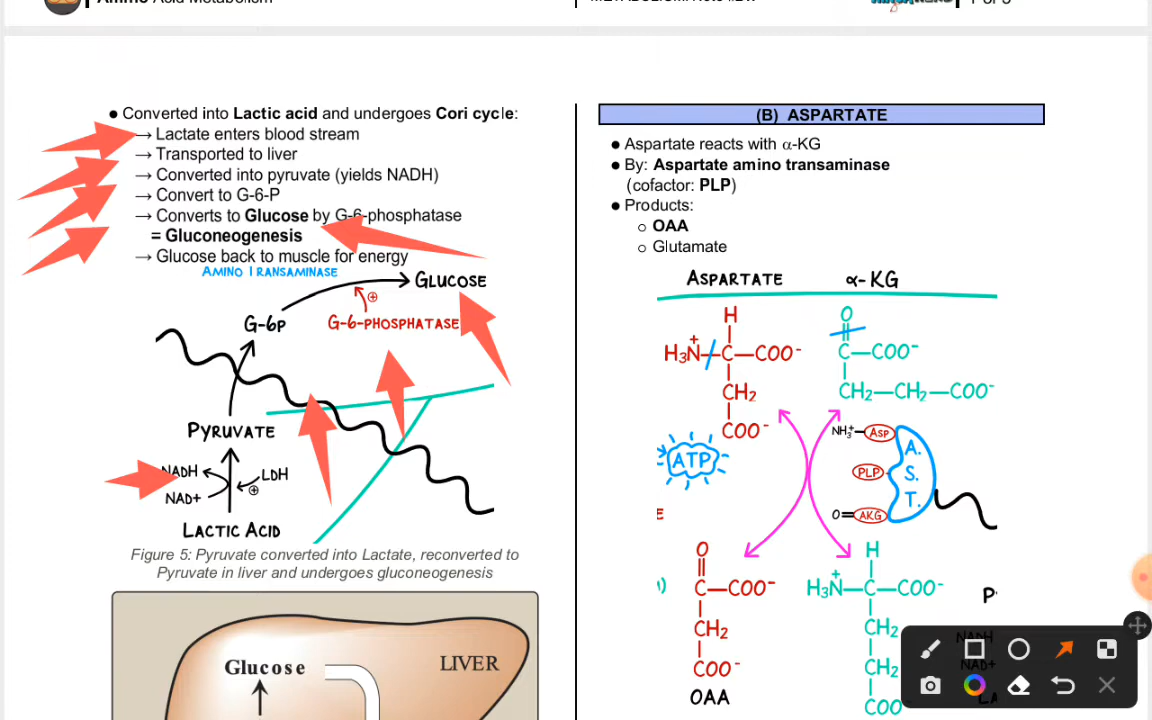 Amino Acid Metabolism
● Converted into Lactic acid and undergoes Cori cycle:
→ Lactate enters blood stream
→ Transported to liver
→ Converted into pyruvate (yields NADH)
→ Convert to G-6-P
→ Converts to Glucose by G-6-phosphatase
= Gluconeogenesis
→ Glucose back to muscle for energy
AMINO TRANSAMINASE
GLUCOSE
G-6P
G-6-PHOSPHATASE
PYRUVATE
NADH
LDH
NAD+
LACTIC ACID
Figure 5: Pyruvate converted into Lactate, reconverted to
Pyruvate in liver and undergoes gluconeogenesis
Glucose
LIVER
(B) ASPARTATE
● Aspartate reacts with α-KG
● By: Aspartate amino transaminase
(cofactor: PLP)
● Products:
○ OAA
○ Glutamate
ASPARTATE α-KG
H O
H₃N⁺—C—COO⁻ C—COO⁻
CH₂ CH₂—CH₂—COO⁻
COO⁻
NH₃⁺—ASP A.
ATP PLP S.
O=AKG T.
E
O H
C—COO⁻ H₃N⁺—C—COO⁻
CH₂ CH₂
COO⁻ CH₂
OAA COO